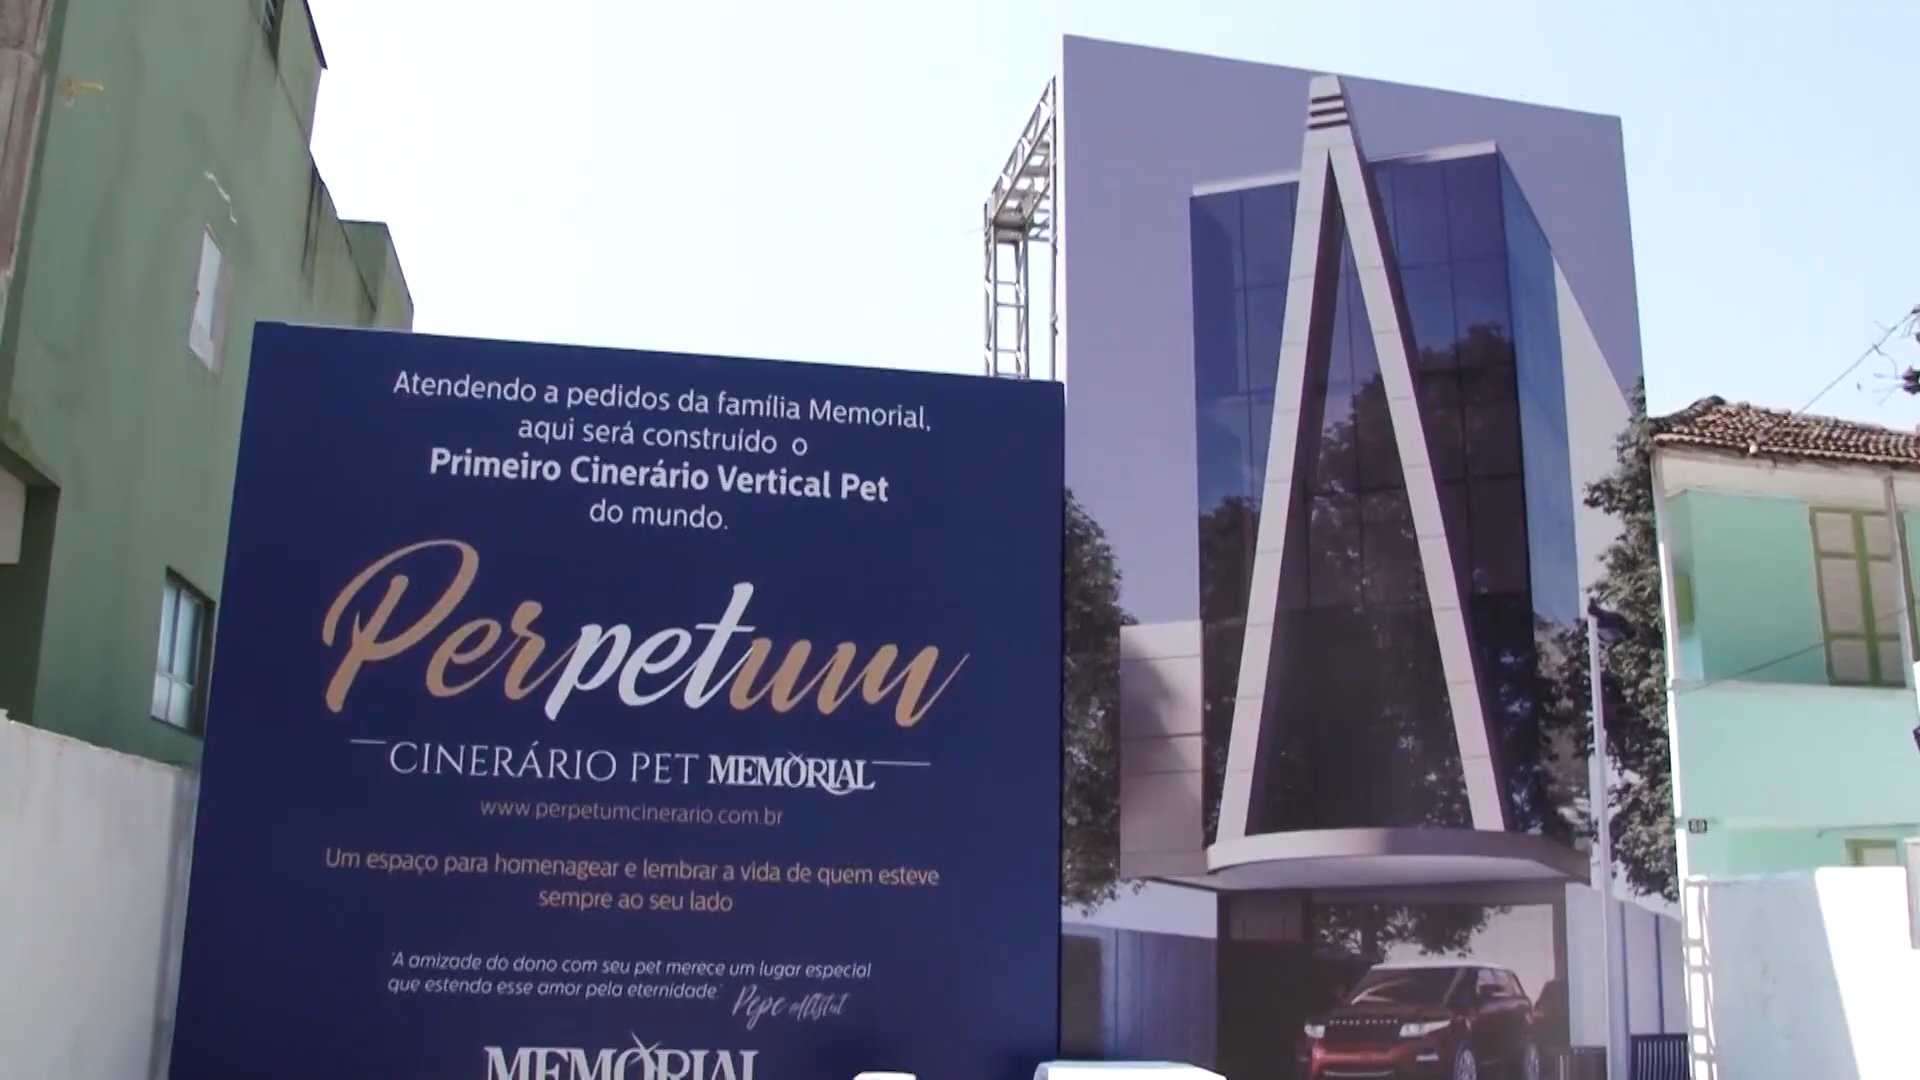 Atendendo a pedidos da família Memorial,
aqui será construído o
Primeiro Cinerário Vertical Pet
do mundo.
Perpetum
CINERÁRIO PET MEMORIAL
www.perpetumcinerario.com.br
Um espaço para homenagear e lembrar a vida de quem esteve
sempre ao seu lado
"A amizade do dono com seu pet merece um lugar especial
que estenda esse amor pela eternidade"
Pepe Altstut
MEMORIAL